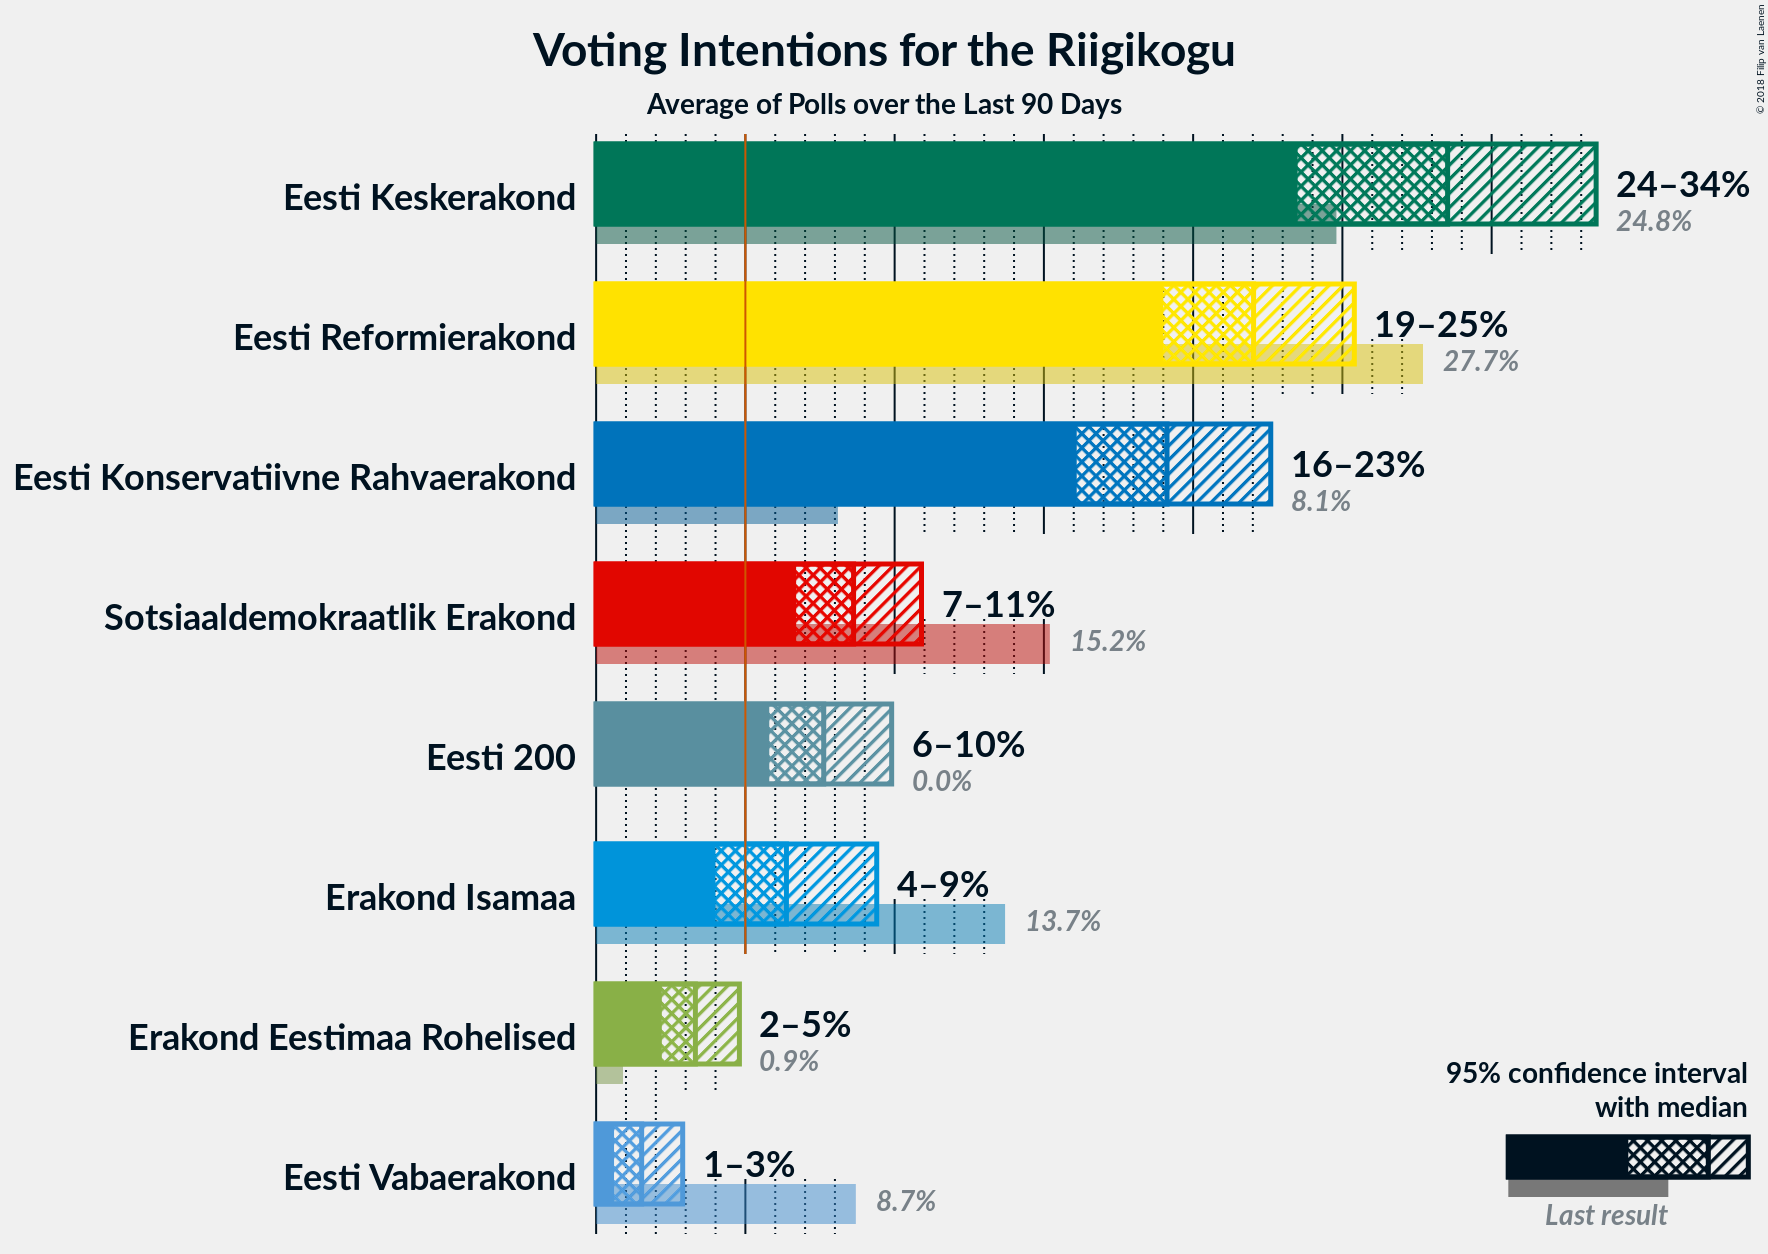 Voting Intentions for the Riigikogu
Average of Polls over the Last 90 Days
© 2018 Filip van Laenen
Eesti Keskerakond
24–34%
24.8%
Eesti Reformierakond
19–25%
27.7%
Eesti Konservatiivne Rahvaerakond
16–23%
8.1%
Sotsiaaldemokraatlik Erakond
7–11%
15.2%
Eesti 200
6–10%
0.0%
Erakond Isamaa
4–9%
13.7%
Erakond Eestimaa Rohelised
2–5%
0.9%
Eesti Vabaerakond
1–3%
8.7%
95% confidence interval
with median
Last result